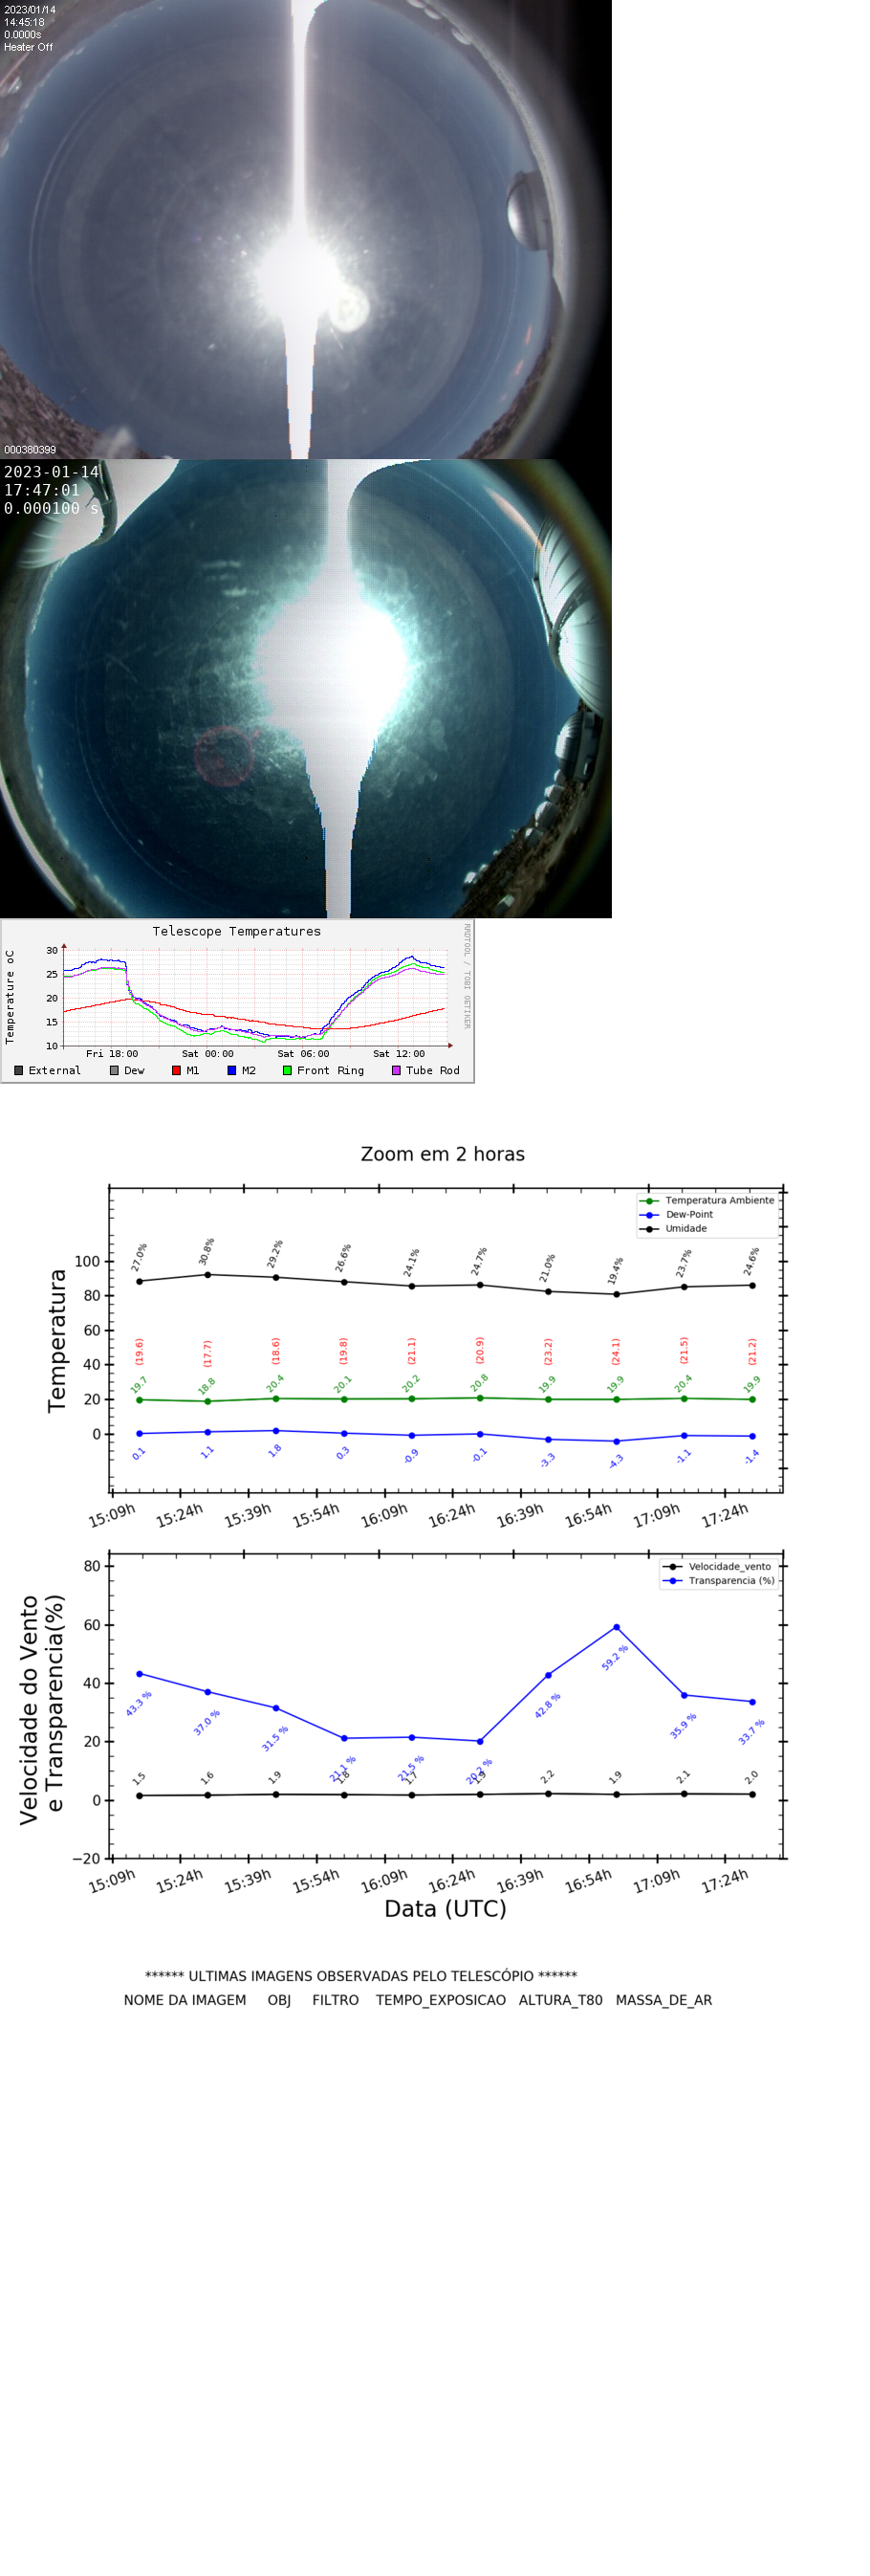 2023/01/14
14:45:18
0.0000s
Heater Off
000380399
2023-01-14
17:47:01
0.000100 s
Telescope Temperatures
Temperature oC
RRDTOOL / TOBI OETIKER
30
25
20
15
10
Fri 18:00 Sat 00:00 Sat 06:00 Sat 12:00
External Dew M1 M2 Front Ring Tube Rod
Zoom em 2 horas
Temperatura
Temperatura Ambiente
Dew-Point
Umidade
27.0% 30.8% 29.2% 26.6% 24.1% 24.7% 21.0% 19.4% 23.7% 24.6%
100
80
60
40
20
0
(19.6) (17.7) (18.6) (19.8) (21.1) (20.9) (23.2) (24.1) (21.5) (21.2)
19.7 18.8 20.4 20.1 20.2 20.8 19.9 19.9 20.4 19.9
0.1 1.1 1.8 0.3 -0.9 -0.1 -3.3 -4.3 -1.1 -1.4
15:09h 15:24h 15:39h 15:54h 16:09h 16:24h 16:39h 16:54h 17:09h 17:24h
Velocidade do Vento
e Transparencia(%)
Velocidade_vento
Transparencia (%)
80
60
40
20
0
−20
43.3 % 37.0 % 31.5 % 21.1 % 21.5 % 20.2 % 42.8 % 59.2 % 35.9 % 33.7 %
1.5 1.6 1.9 1.8 1.7 1.9 2.2 1.9 2.1 2.0
15:09h 15:24h 15:39h 15:54h 16:09h 16:24h 16:39h 16:54h 17:09h 17:24h
Data (UTC)
****** ULTIMAS IMAGENS OBSERVADAS PELO TELESCÓPIO ******
NOME DA IMAGEM OBJ FILTRO TEMPO_EXPOSICAO ALTURA_T80 MASSA_DE_AR